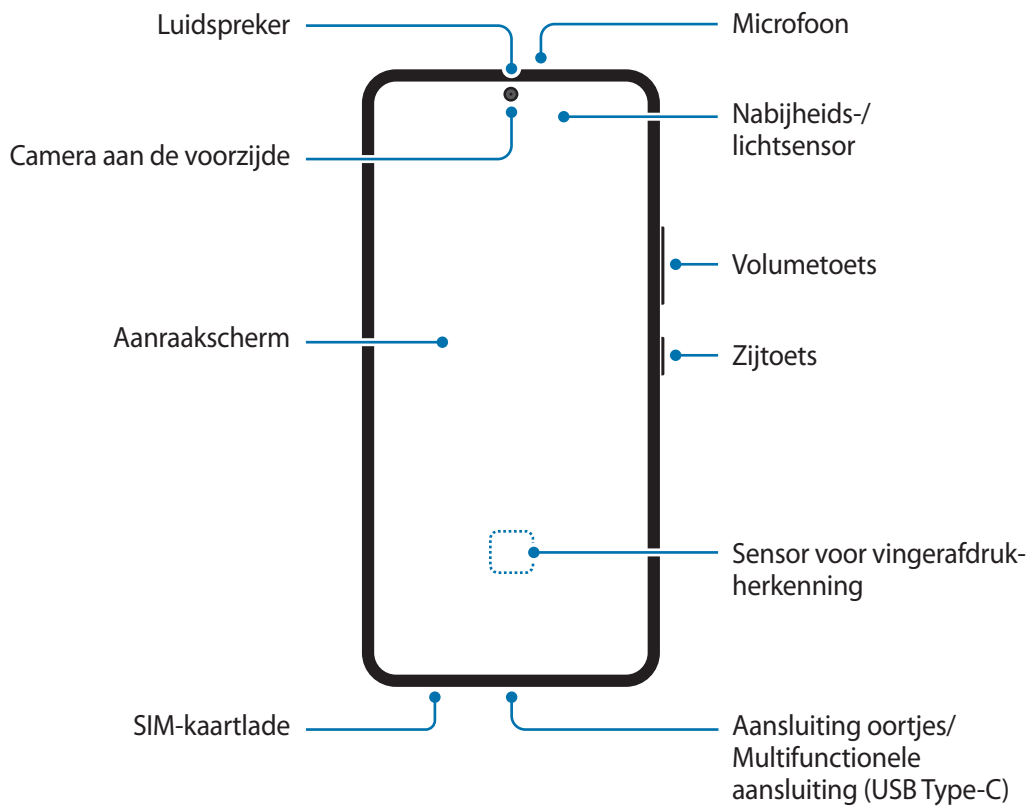 Luidspreker
Microfoon
Nabijheids-/
lichtsensor
Camera aan de voorzijde
Volumetoets
Aanraakscherm
Zijtoets
Sensor voor vingerafdruk-
herkenning
SIM-kaartlade
Aansluiting oortjes/
Multifunctionele
aansluiting (USB Type-C)